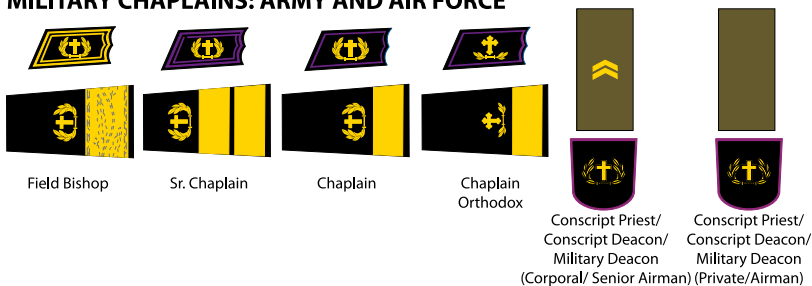 MILITARY CHAPLAINS: ARMY AND AIR FORCE
Field Bishop
Sr. Chaplain
Chaplain
Chaplain
Orthodox
Conscript Priest/
Conscript Deacon/
Military Deacon
(Corporal/ Senior Airman)
Conscript Priest/
Conscript Deacon/
Military Deacon
(Private/Airman)